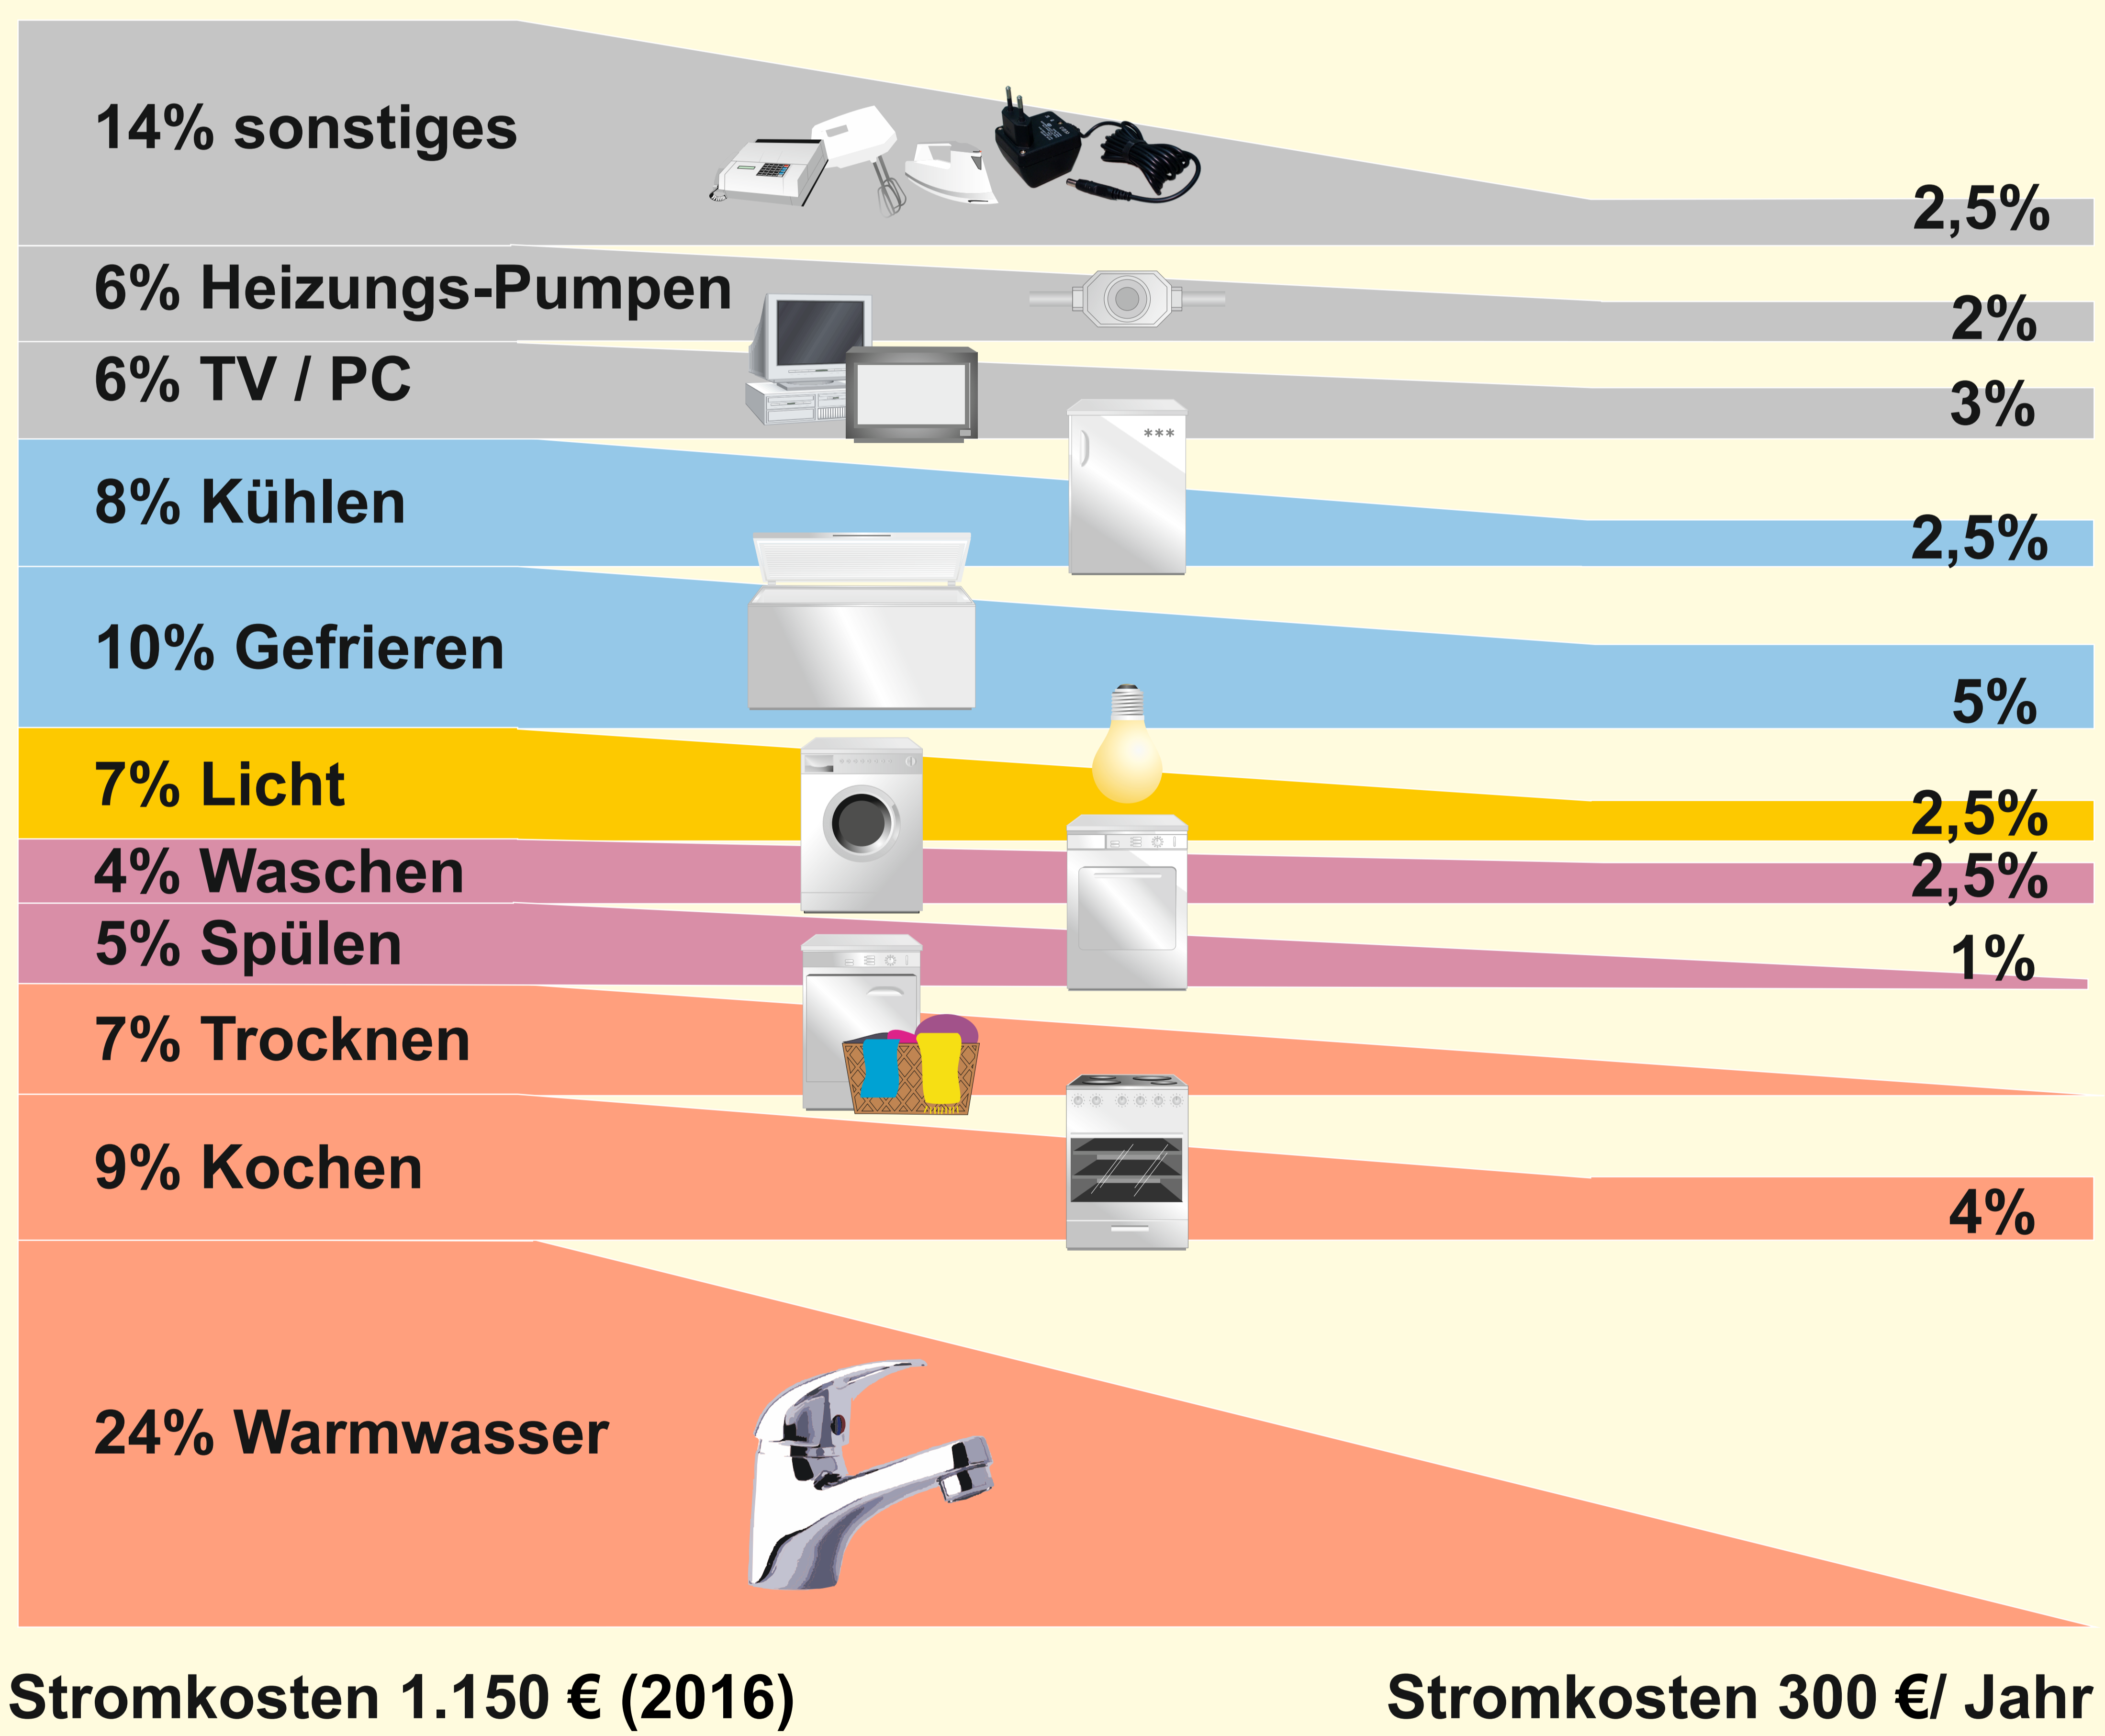 14% sonstiges
2,5%
6% Heizungs-Pumpen
2%
6% TV / PC
3%
8% Kühlen
2,5%
10% Gefrieren
5%
7% Licht
2,5%
4% Waschen
2,5%
5% Spülen
1%
7% Trocknen
9% Kochen
4%
24% Warmwasser
Stromkosten 1.150 € (2016)
Stromkosten 300 €/ Jahr